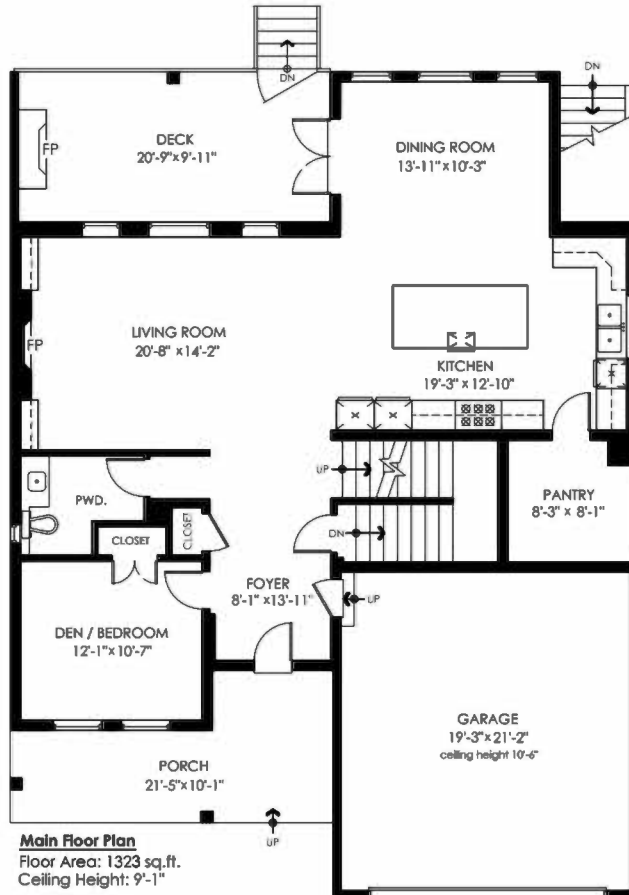 DN
DN
DECK
20'-9"x9'-11"
FP
DINING ROOM
13'-11"x10'-3"
LIVING ROOM
20'-8" x14'-2"
FP
KITCHEN
19'-3" x 12'-10"
UP
PWD.
CLOSET
CLOSET
DN
PANTRY
8'-3" x 8'-1"
FOYER
8'-1" x13'-11"
UP
DEN / BEDROOM
12'-1"x10'-7"
GARAGE
19'-3"x21'-2"
ceiling height 10'-6"
PORCH
21'-5"x10'-1"
UP
Main Floor Plan
Floor Area: 1323 sq.ft.
Ceiling Height: 9'-1"